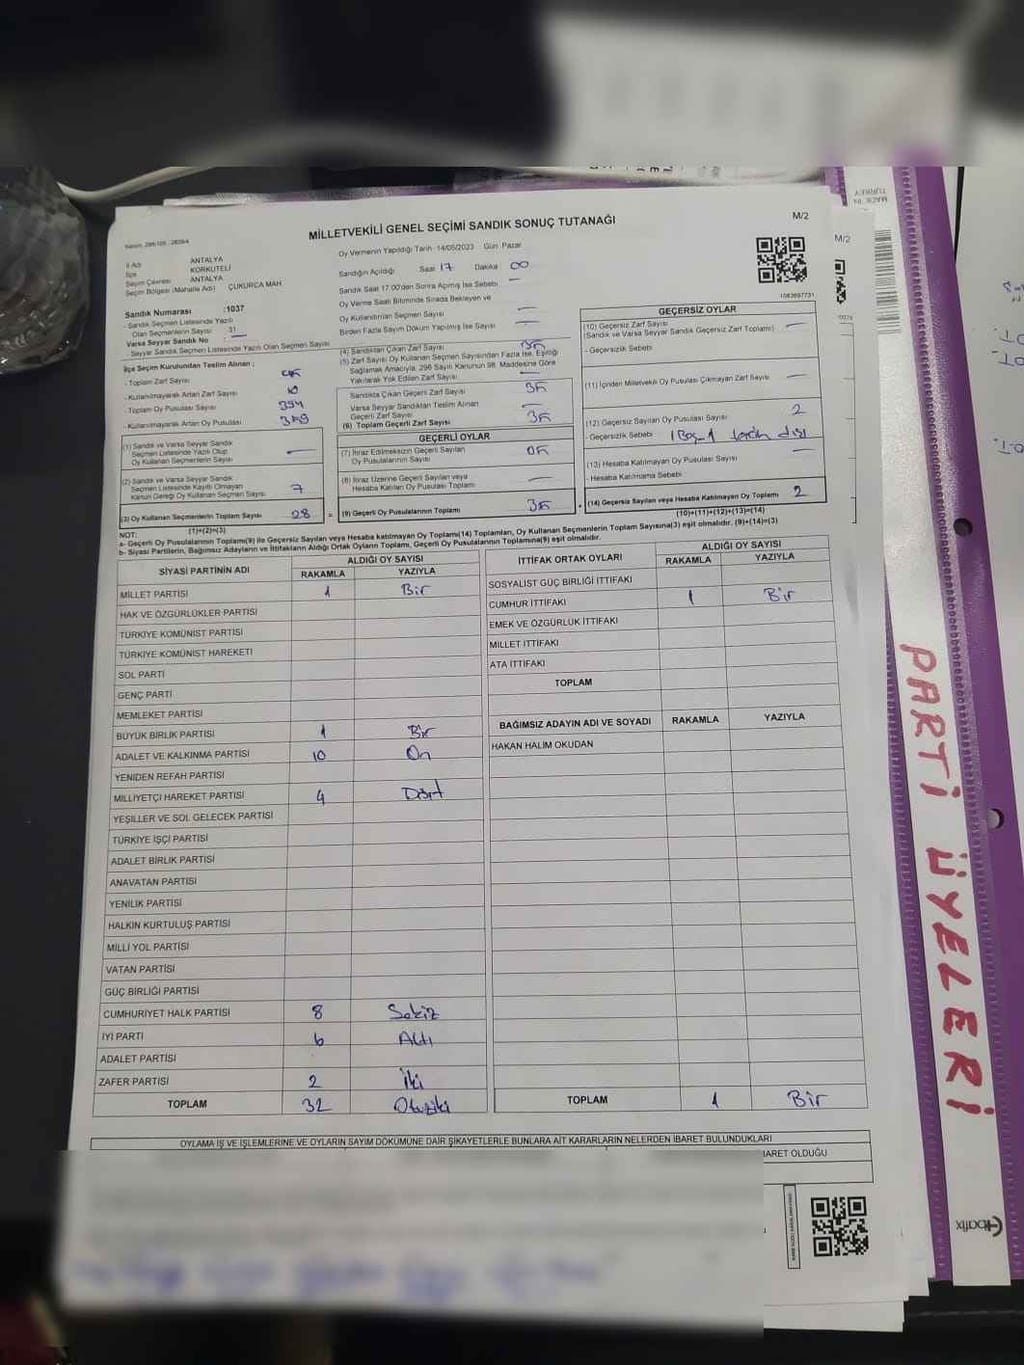 MİLLETVEKİLİ GENEL SEÇİMİ SANDIK SONUÇ TUTANAĞI
M/2
İl Adı ANTALYA
İlçe KORKUTELİ
Seçim Çevresi ANTALYA
Seçim Bölgesi (Mahalle Adı) ÇUKURCA MAH
Sandık Numarası :1037
- Sandık Seçmen Listesinde Yazılı
Olan Seçmenlerin Sayısı 31
Varsa Seyyar Sandık No
Seyyar Sandık Seçmen Listesinde Yazılı Olan Seçmen Sayısı
Oy Vermenin Yapıldığı Tarih :14/05/2023 Gün: Pazar
Sandığın Açıldığı Saat 17 Dakika 00
Sandık Saat 17:00'den Sonra Açılmış İse Sebebi
Oy Verme Saati Bitiminde Sırada Bekleyen ve
Oy Kullandırılan Seçmen Sayısı
Birden Fazla Sayım Döküm Yapılmış İse Sayısı
1083697731
İlçe Seçim Kurulundan Teslim Alınan ;
- Toplam Zarf Sayısı
- Kullanılmayarak Artan Zarf Sayısı 10
- Toplam Oy Pusulası Sayısı
- Kullanılmayarak Artan Oy Pusulası
(1) Sandık ve Varsa Seyyar Sandık
Seçmen Listesinde Yazılı Olup
Oy Kullanan Seçmenlerin Sayısı
(2) Sandık ve Varsa Seyyar Sandık
Seçmen Listesinde Kayıtlı Olmayan
Kanun Gereği Oy Kullanan Seçmen Sayısı 7
(3) Oy Kullanan Seçmenlerin Toplam Sayısı 28
(1)+(2)=(3)
(4) Sandıktan Çıkan Zarf Sayısı
(5) Zarf Sayısı Oy Kullanan Seçmen Sayısından Fazla İse, Eşitliği
Sağlamak Amacıyla, 298 Sayılı Kanunun 98. Maddesine Göre
Yakılarak Yok Edilen Zarf Sayısı
Sandıkta Çıkan Geçerli Zarf Sayısı
Varsa Seyyar Sandıktan Teslim Alınan
Geçerli Zarf Sayısı
(6) Toplam Geçerli Zarf Sayısı
GEÇERLİ OYLAR
(7) İtiraz Edilmeksizin Geçerli Sayılan
Oy Pusulalarının Sayısı
(8) İtiraz Üzerine Geçerli Sayılan veya
Hesaba Katılan Oy Pusulası Toplamı
(9) Geçerli Oy Pusulalarının Toplamı
GEÇERSİZ OYLAR
(10) Geçersiz Zarf Sayısı
(Sandık ve Varsa Seyyar Sandık Geçersiz Zarf Toplamı)
- Geçersizlik Sebebi
(11) İçinden Milletvekili Oy Pusulası Çıkmayan Zarf Sayısı
(12) Geçersiz Sayılan Oy Pusulası Sayısı 2
- Geçersizlik Sebebi
(13) Hesaba Katılmayan Oy Pusulası Sayısı
- Hesaba Katılmama Sebebi
(14) Geçersiz Sayılan veya Hesaba Katılmayan Oy Toplamı 2
(10)+(11)+(12)+(13)=(14)
NOT:
a- Geçerli Oy Pusulalarının Toplamı(9) ile Geçersiz Sayılan veya Hesaba katılmayan Oy Toplamı(14) Toplamları, Oy Kullanan Seçmenlerin Toplam Sayısına(3) eşit olmalıdır. (9)+(14)=(3)
b- Siyasi Partilerin, Bağımsız Adayların ve İttifakların Aldığı Ortak Oyların Toplamı, Geçerli Oy Pusulalarının Toplamına(9) eşit olmalıdır.
SİYASİ PARTİNİN ADI ALDIĞI OY SAYISI
RAKAMLA YAZIYLA
MİLLET PARTİSİ 1 Bir
HAK VE ÖZGÜRLÜKLER PARTİSİ
TÜRKİYE KOMÜNİST PARTİSİ
TÜRKİYE KOMÜNİST HAREKETİ
SOL PARTİ
GENÇ PARTİ
MEMLEKET PARTİSİ
BÜYÜK BİRLİK PARTİSİ 1 Bir
ADALET VE KALKINMA PARTİSİ 10 On
YENİDEN REFAH PARTİSİ
MİLLİYETÇİ HAREKET PARTİSİ 4 Dört
YEŞİLLER VE SOL GELECEK PARTİSİ
TÜRKİYE İŞÇİ PARTİSİ
ADALET BİRLİK PARTİSİ
ANAVATAN PARTİSİ
YENİLİK PARTİSİ
HALKIN KURTULUŞ PARTİSİ
MİLLİ YOL PARTİSİ
VATAN PARTİSİ
GÜÇ BİRLİĞİ PARTİSİ
CUMHURİYET HALK PARTİSİ 8 Sekiz
İYİ PARTİ 6 Altı
ADALET PARTİSİ
ZAFER PARTİSİ 2 İki
TOPLAM 32 Otuziki
İTTİFAK ORTAK OYLARI ALDIĞI OY SAYISI
RAKAMLA YAZIYLA
SOSYALİST GÜÇ BİRLİĞİ İTTİFAKI
CUMHUR İTTİFAKI 1 Bir
EMEK VE ÖZGÜRLÜK İTTİFAKI
MİLLET İTTİFAKI
ATA İTTİFAKI
TOPLAM
BAĞIMSIZ ADAYIN ADI VE SOYADI RAKAMLA YAZIYLA
HAKAN HALİM OKUDAN
TOPLAM 1 Bir
OYLAMA İŞ VE İŞLEMLERİNE VE OYLARIN SAYIM DÖKÜMÜNE DAİR ŞİKAYETLERLE BUNLARA AİT KARARLARIN NELERDEN İBARET BULUNDUKLARI
BARET OLDUĞU
M/2
PARTİ ÜYELERİ
bafix
MADE IN
TURKEY